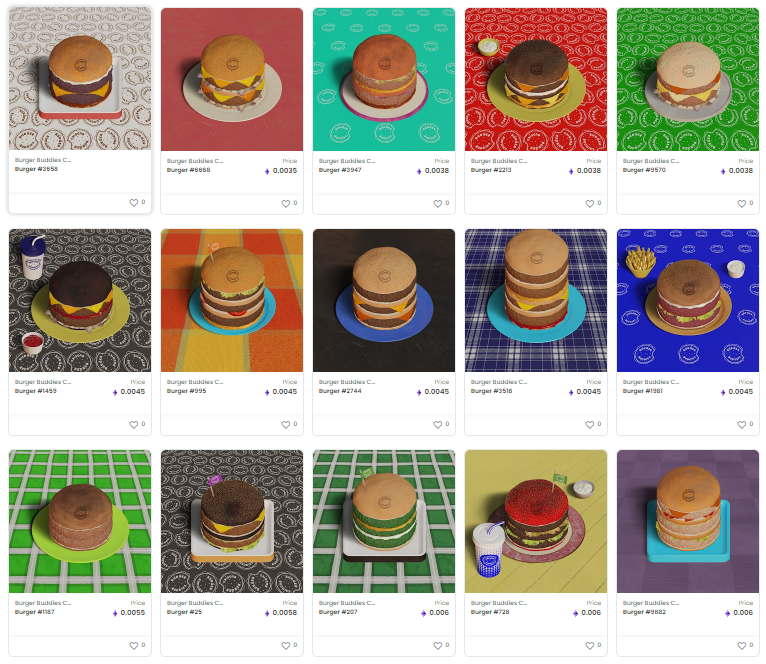 Burger Buddies C... Price
Burger #3658 0.0038
0
Burger Buddies C... Price
Burger #6868 0.0035
0
Burger Buddies C... Price
Burger #3947 0.0038
0
Burger Buddies C... Price
Burger #2213 0.0038
0
Burger Buddies C... Price
Burger #9570 0.0038
0
Burger Buddies C... Price
Burger #1459 0.0045
0
Burger Buddies C... Price
Burger #995 0.0045
0
Burger Buddies C... Price
Burger #2744 0.0045
0
Burger Buddies C... Price
Burger #3518 0.0045
0
Burger Buddies C... Price
Burger #1981 0.0045
0
Burger Buddies C... Price
Burger #1187 0.0055
0
Burger Buddies C... Price
Burger #25 0.0058
0
Burger Buddies C... Price
Burger #207 0.006
0
Burger Buddies C... Price
Burger #728 0.006
0
Burger Buddies C... Price
Burger #9882 0.006
0